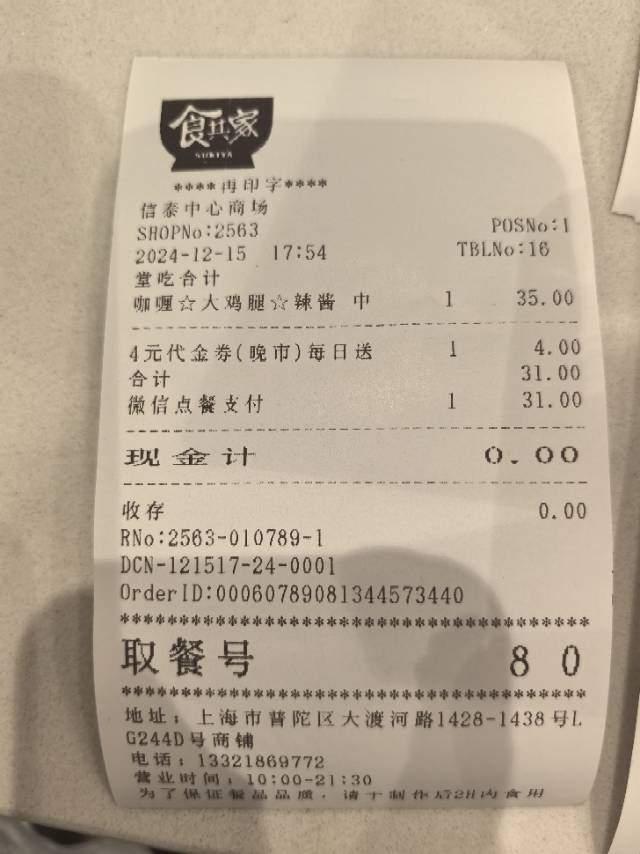 食其家
SUKIYA
****再印字****
信泰中心商场
SHOPNo:2563 POSNo:1
2024-12-15 17:54 TBLNo:16
堂吃合计
咖喱☆大鸡腿☆辣酱 中 1 35.00
4元代金券(晚市)每日送 1 4.00
合计 31.00
微信点餐支付 1 31.00
现金计 0.00
收存 0.00
RNo:2563-010789-1
DCN-121517-24-0001
OrderID:00060789081344573440
****************************************
取餐号 80
****************************************
地址：上海市普陀区大渡河路1428-1438号L
G244D号商铺
电话：13321869772
营业时间：10:00-21:30
为了保证餐品品质，请于制作后2H内食用